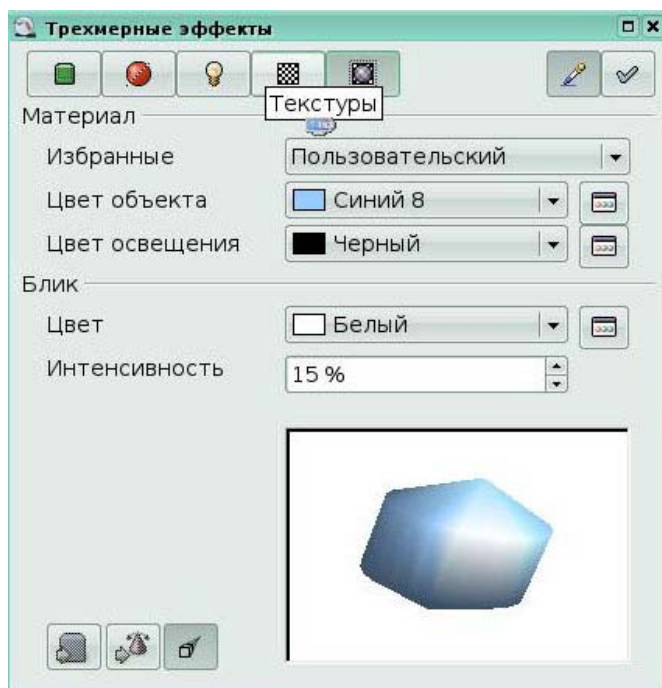 Трехмерные эффекты
Текстуры
Материал
Избранные Пользовательский
Цвет объекта Синий 8
Цвет освещения Черный
Блик
Цвет Белый
Интенсивность 15 %